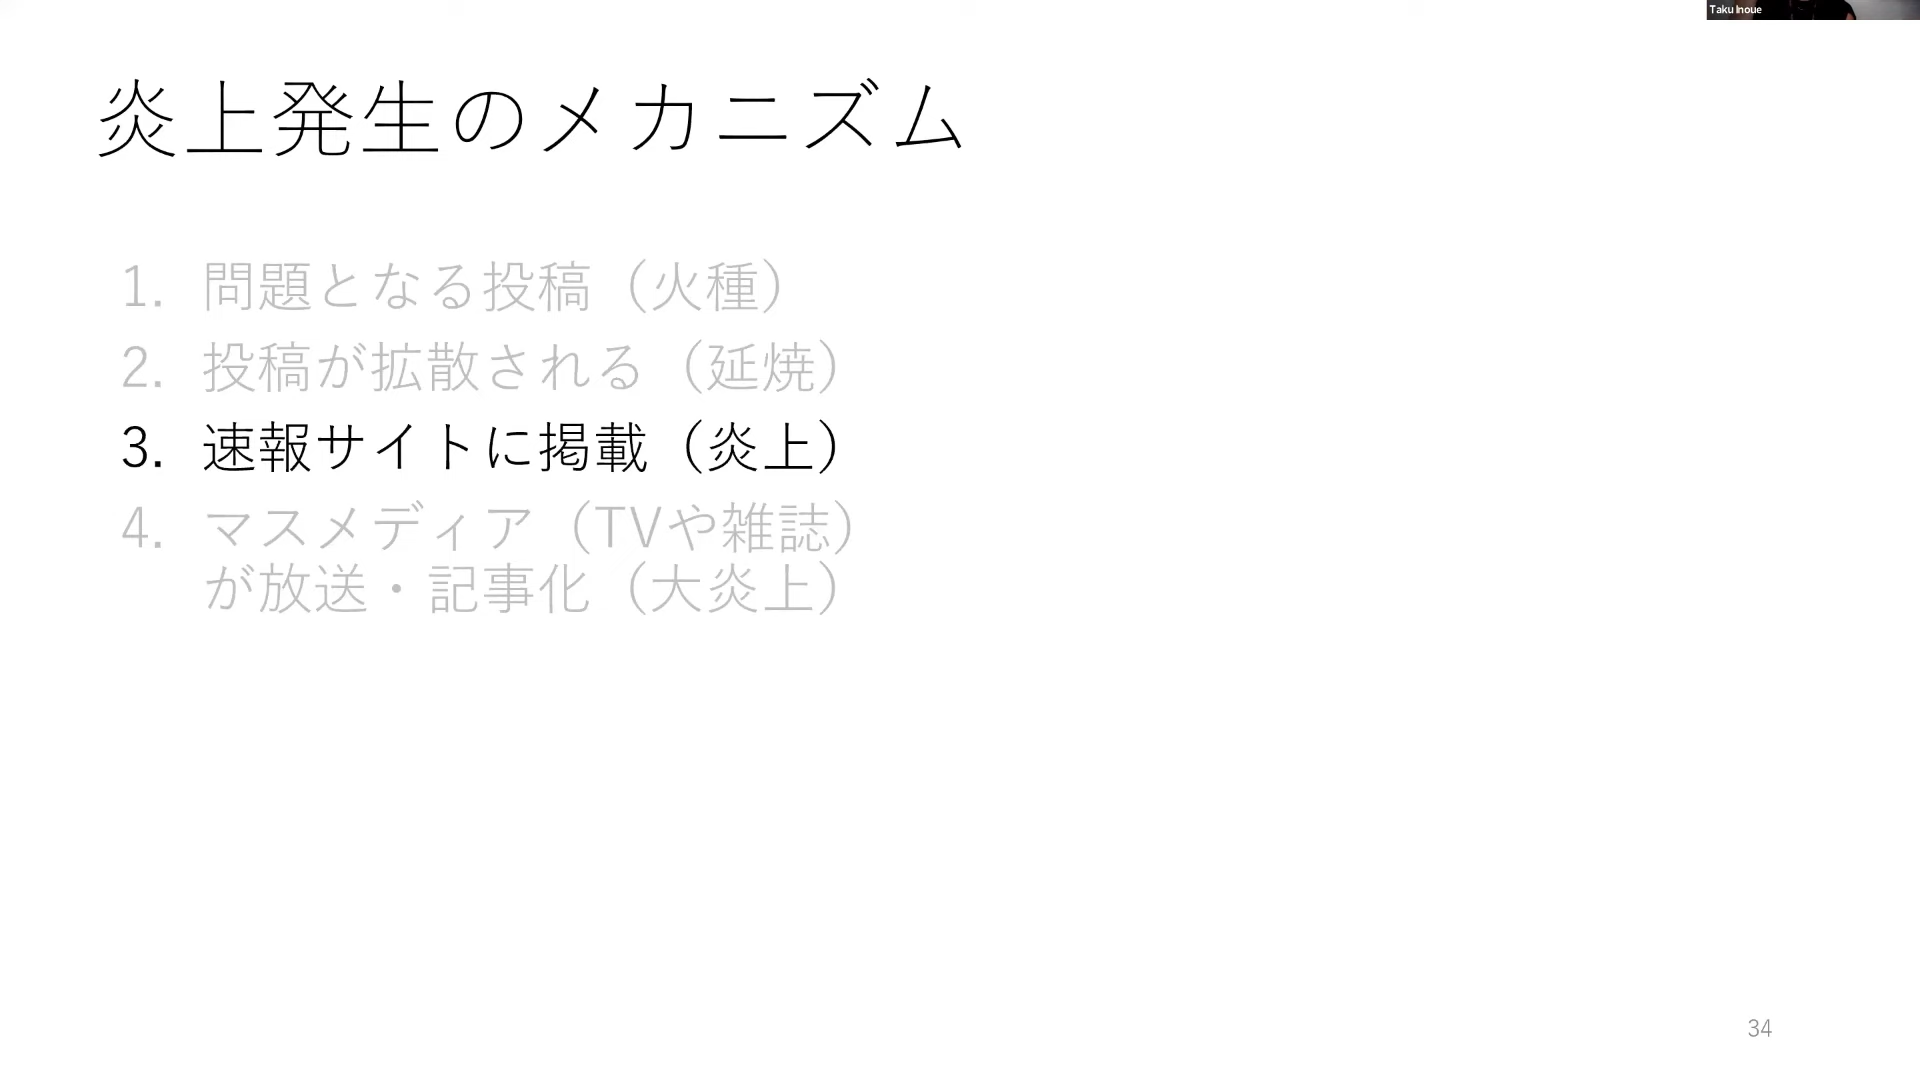 Taku Inoue
炎上発生のメカニズム
1. 問題となる投稿（火種）
2. 投稿が拡散される（延焼）
3. 速報サイトに掲載（炎上）
4. マスメディア（TVや雑誌）
が放送・記事化（大炎上）
34